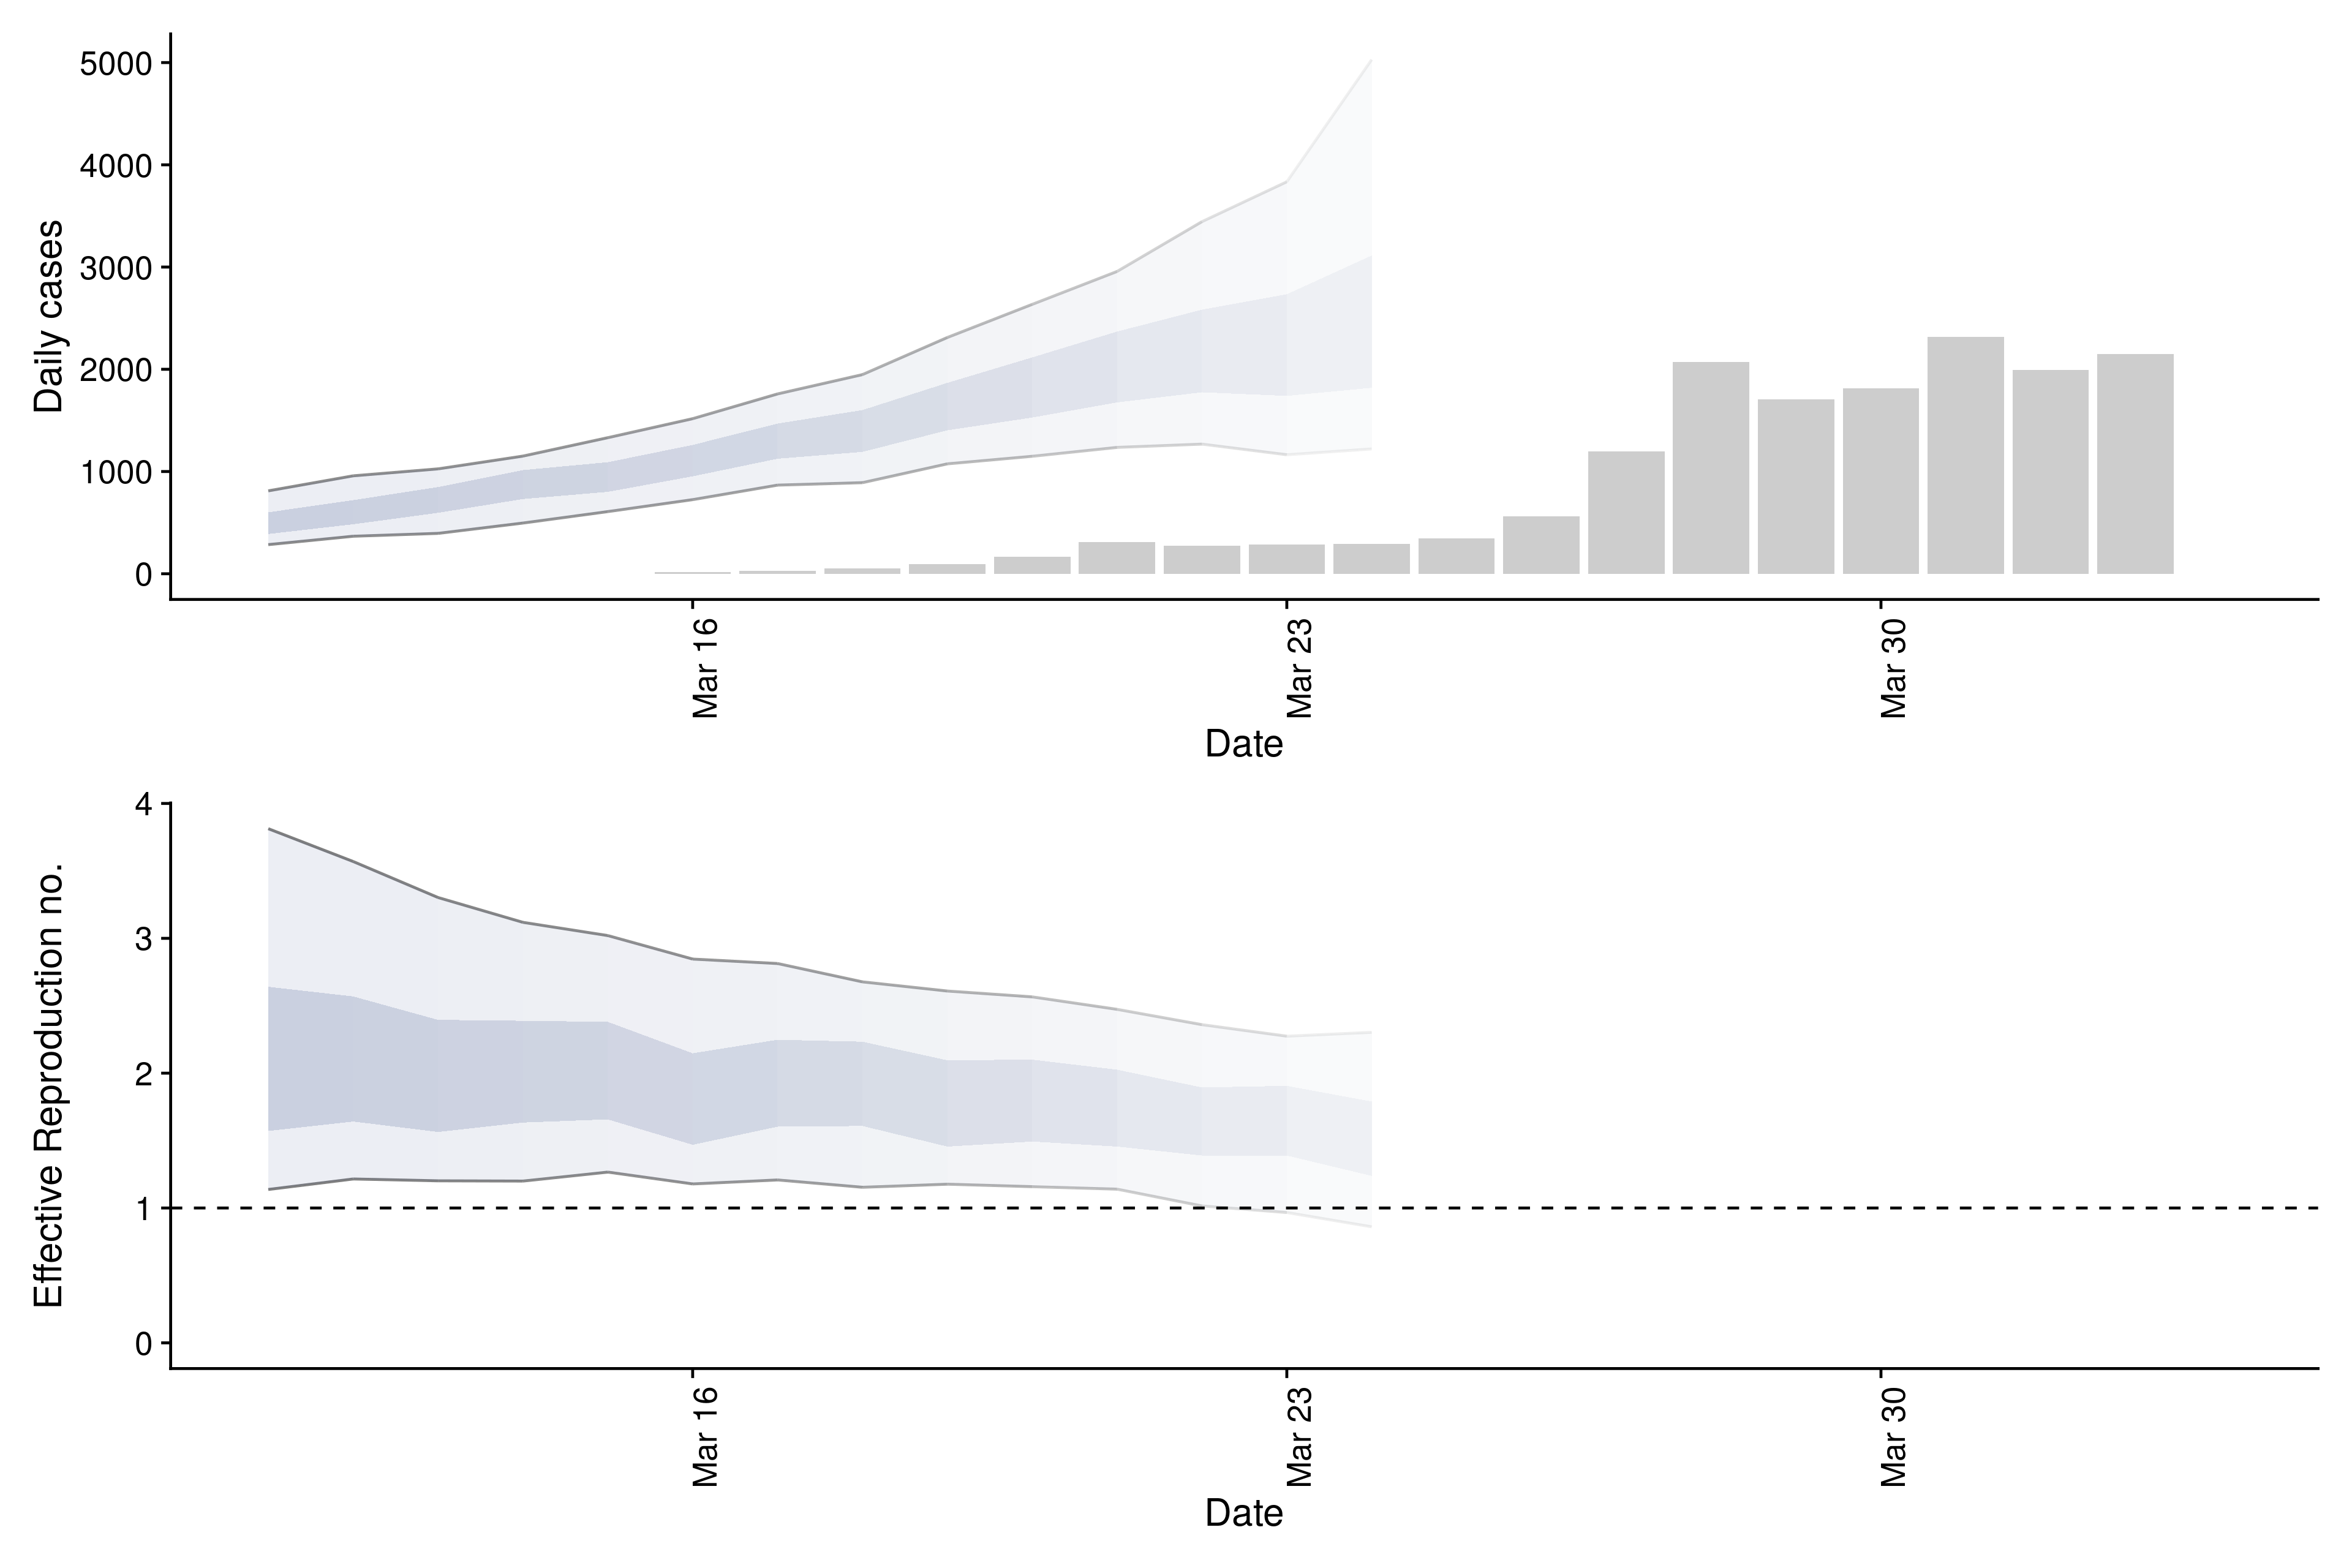 Daily cases
5000
4000
3000
2000
1000
0
Mar 16
Mar 23
Mar 30
Date
Effective Reproduction no.
4
3
2
1
0
Mar 16
Mar 23
Mar 30
Date